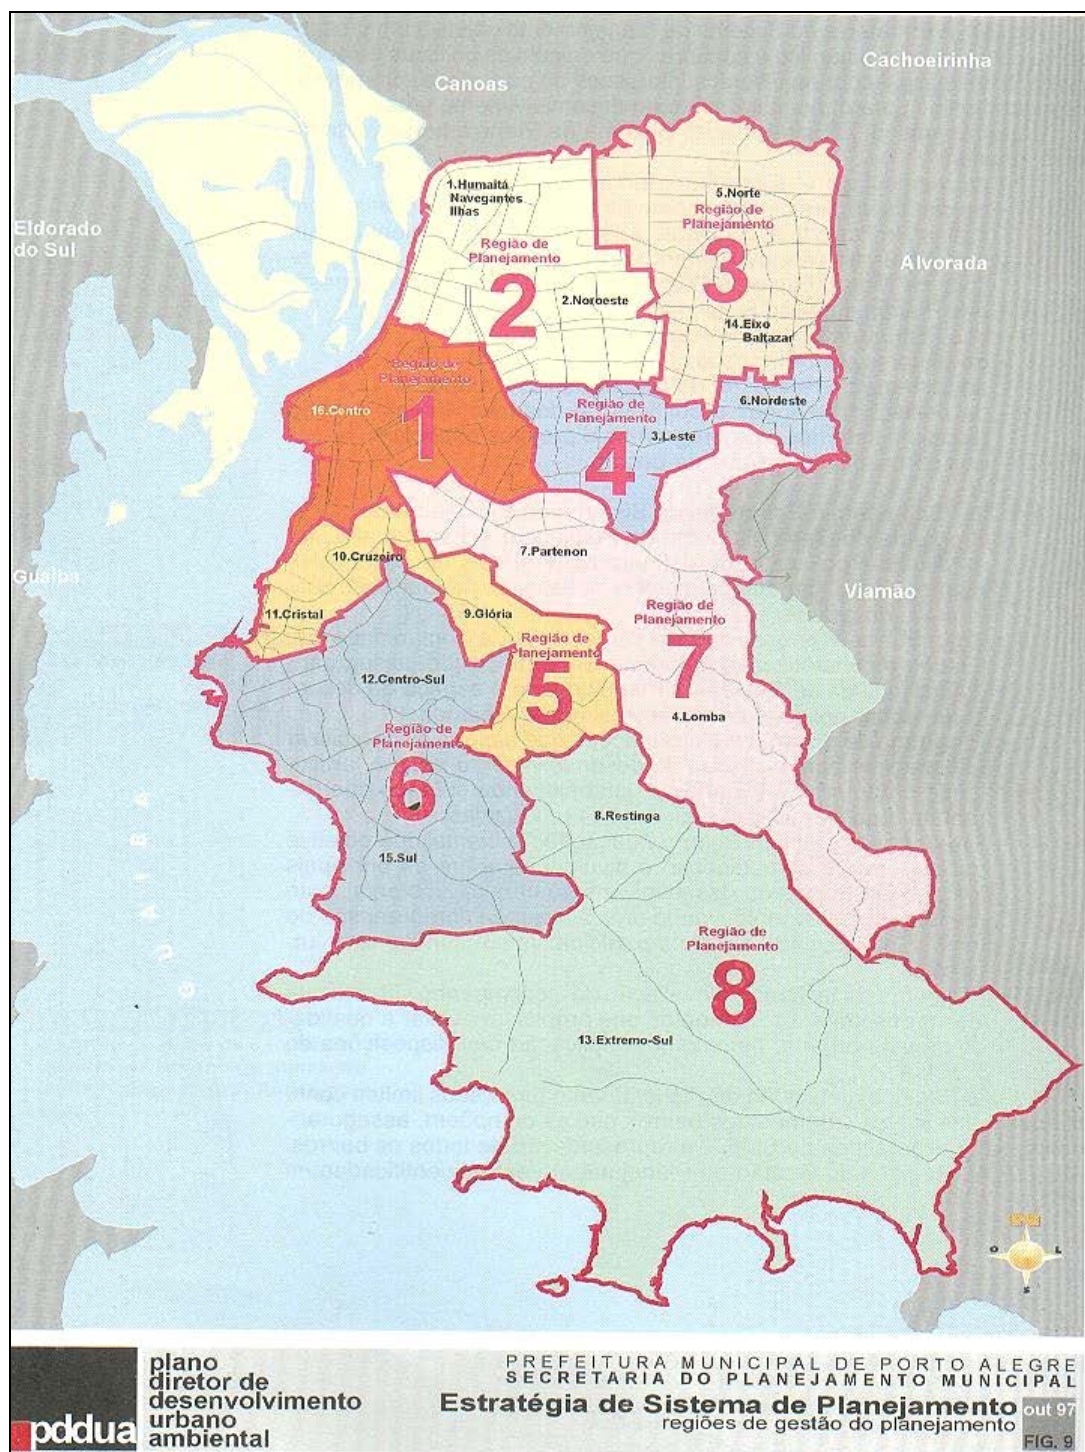 Cachoeirinha
Canoas
1.Humaitá
Navegantes
Ilhas
5.Norte
Região de
Planejamento
3
Eldorado
do Sul
Região de
Planejamento
2
2.Noroeste
Alvorada
14.Eixo
Baltazar
Região de
Planejamento
1
16.Centro
Região de
Planejamento
4
3.Leste
6.Nordeste
7.Partenon
10.Cruzeiro
Guaíba
Viamão
11.Cristal
9.Glória
Região de
Planejamento
7
4.Lomba
Região de
Planejamento
5
12.Centro-Sul
Região de
Planejamento
6
8.Restinga
15.Sul
GUAIBA
Região de
Planejamento
8
13.Extremo-Sul
O
L
S
pddua
plano
diretor de
desenvolvimento
urbano
ambiental
PREFEITURA MUNICIPAL DE PORTO ALEGRE
SECRETARIA DO PLANEJAMENTO MUNICIPAL
Estratégia de Sistema de Planejamento
regiões de gestão do planejamento
out 97
FIG. 9